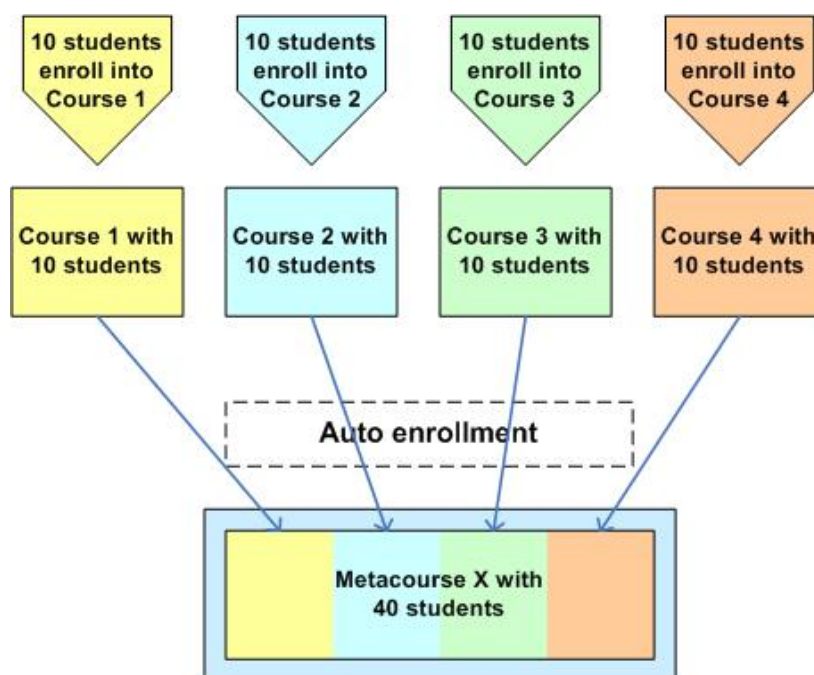 10 students
enroll into
Course 1
10 students
enroll into
Course 2
10 students
enroll into
Course 3
10 students
enroll into
Course 4
Course 1 with
10 students
Course 2 with
10 students
Course 3 with
10 students
Course 4 with
10 students
Auto enrollment
Metacourse X with
40 students